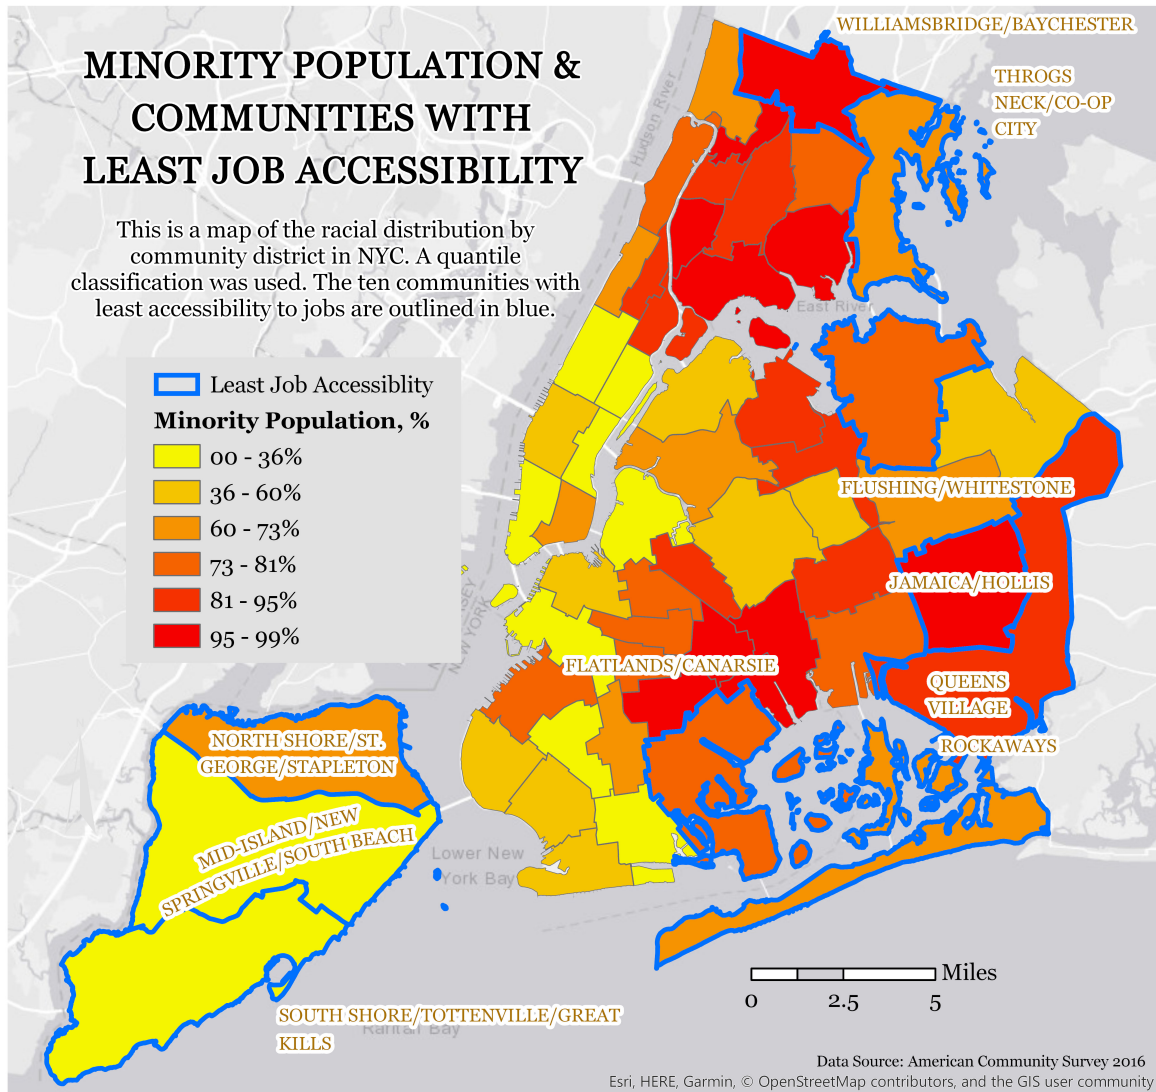 MINORITY POPULATION &
COMMUNITIES WITH
LEAST JOB ACCESSIBILITY
This is a map of the racial distribution by
community district in NYC. A quantile
classification was used. The ten communities with
least accessibility to jobs are outlined in blue.
Least Job Accessiblity
Minority Population, %
00 - 36%
36 - 60%
60 - 73%
73 - 81%
81 - 95%
95 - 99%
WILLIAMSBRIDGE/BAYCHESTER
THROGS
NECK/CO-OP
CITY
Hudson River
East River
FLUSHING/WHITESTONE
JAMAICA/HOLLIS
NEW YORK
FLATLANDS/CANARSIE
QUEENS
VILLAGE
ROCKAWAYS
NORTH SHORE/ST.
GEORGE/STAPLETON
MID-ISLAND/NEW
SPRINGVILLE/SOUTH BEACH
Lower New
York Bay
SOUTH SHORE/TOTTENVILLE/GREAT
KILLS
Raritan Bay
Miles
0 2.5 5
Data Source: American Community Survey 2016
Esri, HERE, Garmin, © OpenStreetMap contributors, and the GIS user community